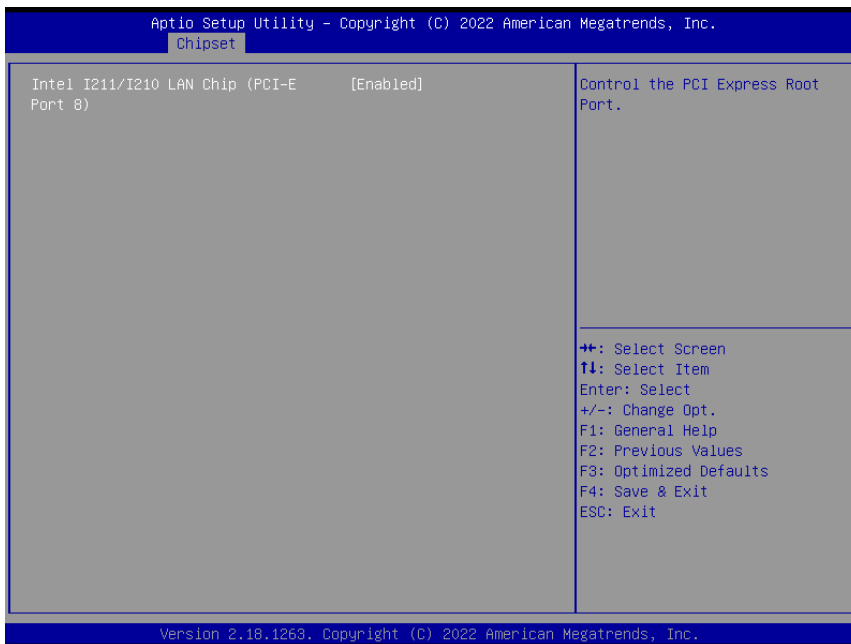 Aptio Setup Utility – Copyright (C) 2022 American Megatrends, Inc.
Chipset
Intel I211/I210 LAN Chip (PCI-E [Enabled]
Port 8)
Control the PCI Express Root
Port.
→←: Select Screen
↑↓: Select Item
Enter: Select
+/-: Change Opt.
F1: General Help
F2: Previous Values
F3: Optimized Defaults
F4: Save & Exit
ESC: Exit
Version 2.18.1263. Copyright (C) 2022 American Megatrends, Inc.